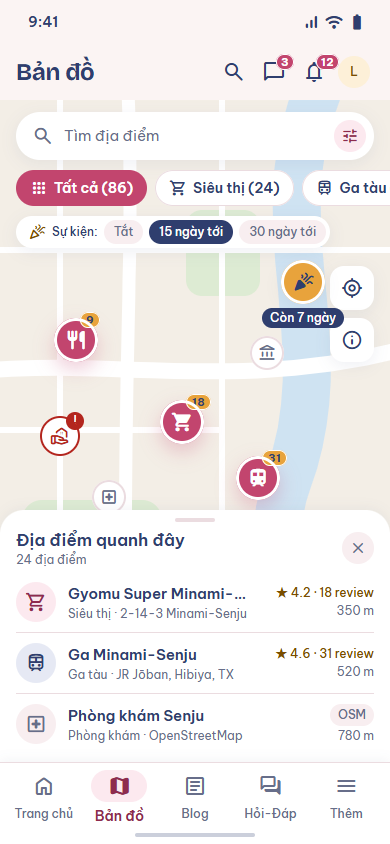 9:41
Bản đồ
3
12
L
Tìm địa điểm
Tất cả (86)
Siêu thị (24)
Ga tàu
Sự kiện:
Tắt
15 ngày tới
30 ngày tới
Còn 7 ngày
9
18
!
31
Địa điểm quanh đây
24 địa điểm
Gyomu Super Minami-...
★ 4.2 · 18 review
Siêu thị · 2-14-3 Minami-Senju
350 m
Ga Minami-Senju
★ 4.6 · 31 review
Ga tàu · JR Jōban, Hibiya, TX
520 m
Phòng khám Senju
OSM
Phòng khám · OpenStreetMap
780 m
Trang chủ
Bản đồ
Blog
Hỏi-Đáp
Thêm